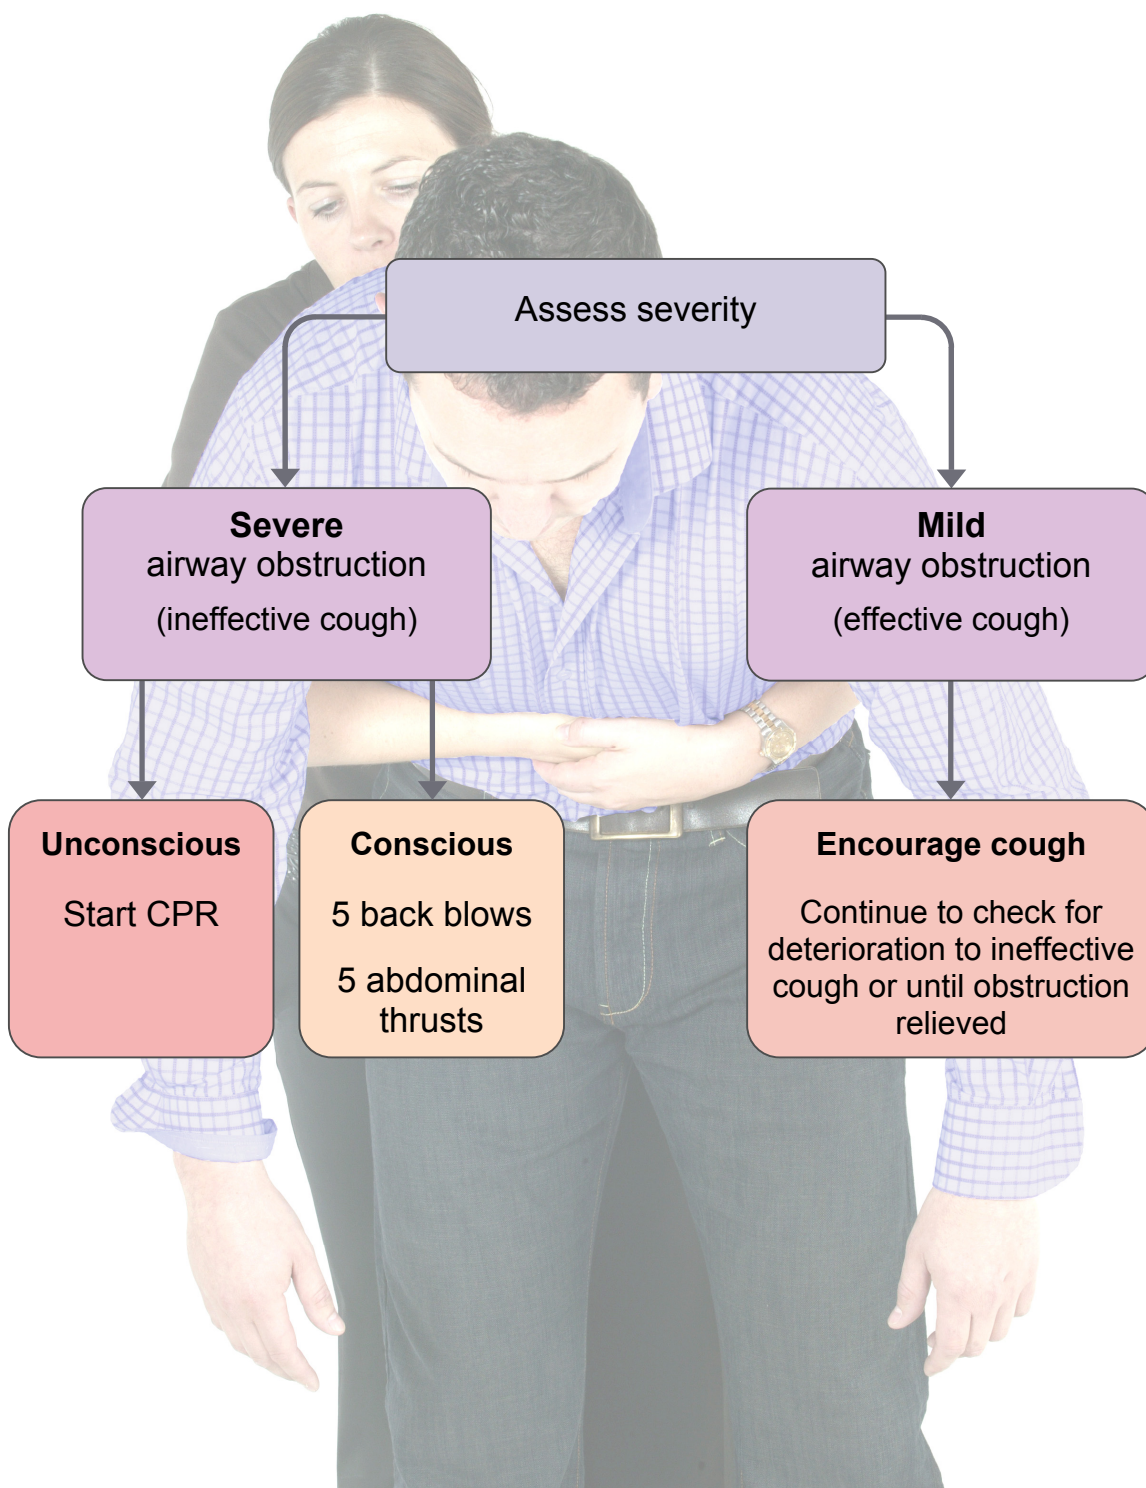 Assess severity
Severe
airway obstruction
(ineffective cough)
Mild
airway obstruction
(effective cough)
Unconscious
Start CPR
Conscious
5 back blows
5 abdominal
thrusts
Encourage cough
Continue to check for
deterioration to ineffective
cough or until obstruction
relieved